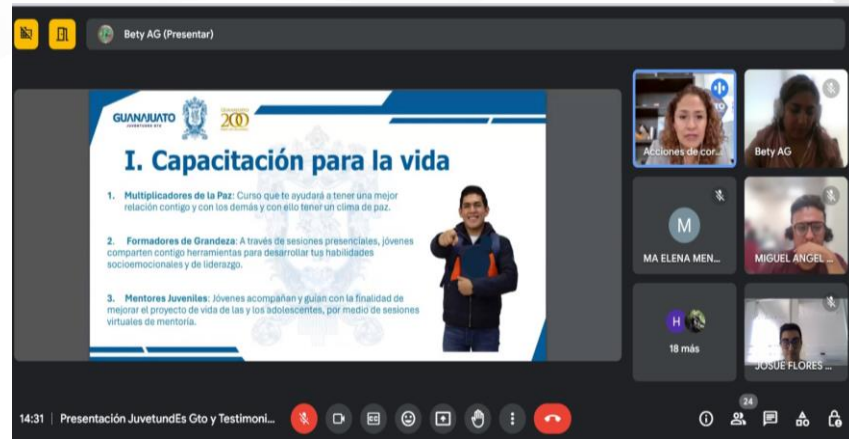 Bety AG (Presentar)
GUANAJUATO
JUVENTUDES GTO
GUANAJUATO
200
I. Capacitación para la vida
1. Multiplicadores de la Paz: Curso que te ayudará a tener una mejor
relación contigo y con los demás y con ello tener un clima de paz.
2. Formadores de Grandeza: A través de sesiones presenciales, jóvenes
comparten contigo herramientas para desarrollar tus habilidades
socioemocionales y de liderazgo.
3. Mentores Juveniles: Jóvenes acompañan y guían con la finalidad de
mejorar el proyecto de vida de las y los adolescentes, por medio de sesiones
virtuales de mentoría.
Acciones de cor...
Bety AG
M
MA ELENA MEN...
MIGUEL ANGEL ...
H
18 más
JOSUE FLORES ...
14:31 | Presentación JuvetundEs Gto y Testimoni...
24